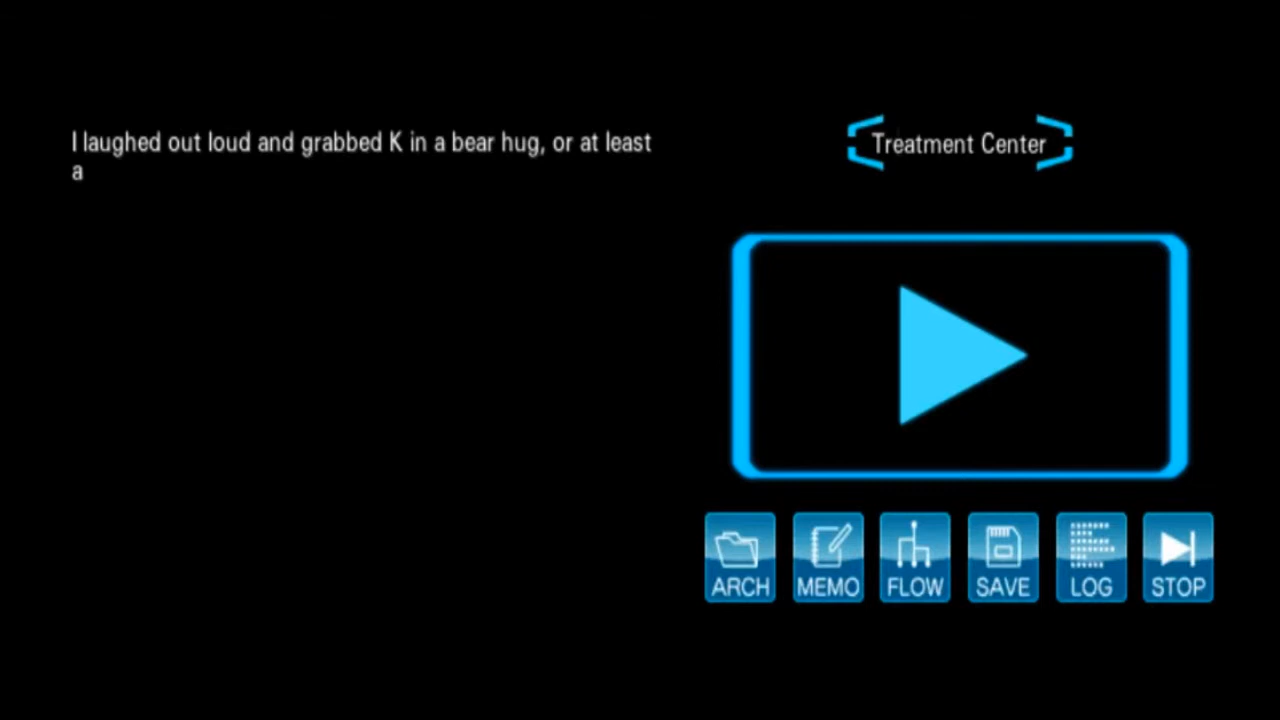 I laughed out loud and grabbed K in a bear hug, or at least
a
Treatment Center
ARCH
MEMO
FLOW
SAVE
LOG
STOP